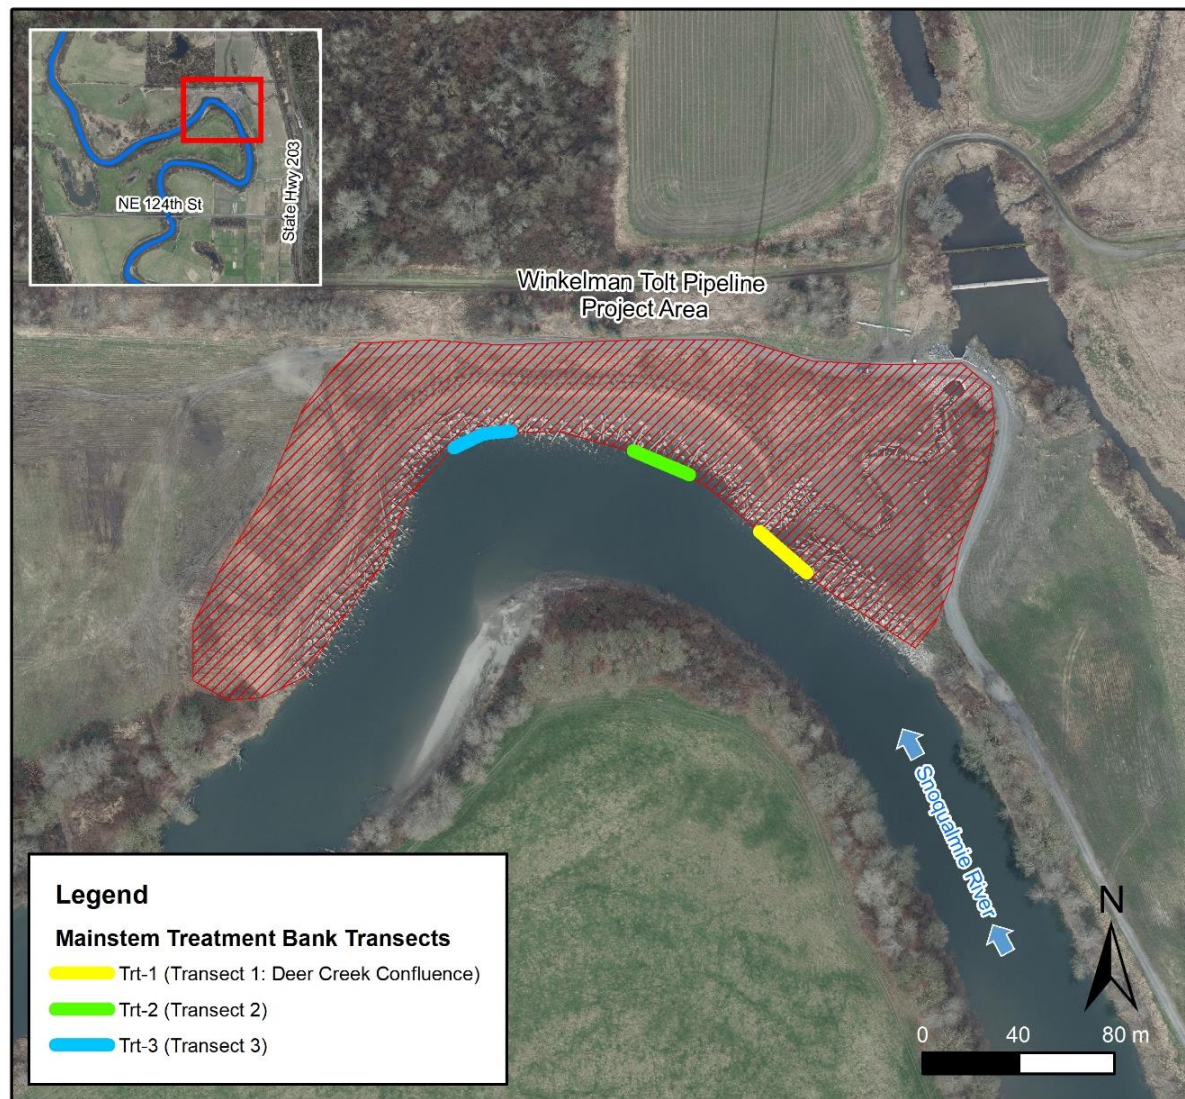 NE 124th St
State Hwy 203
Winkelman Tolt Pipeline
Project Area
Snoqualmie River
Legend
Mainstem Treatment Bank Transects
Trt-1 (Transect 1: Deer Creek Confluence)
Trt-2 (Transect 2)
Trt-3 (Transect 3)
N
0 40 80 m